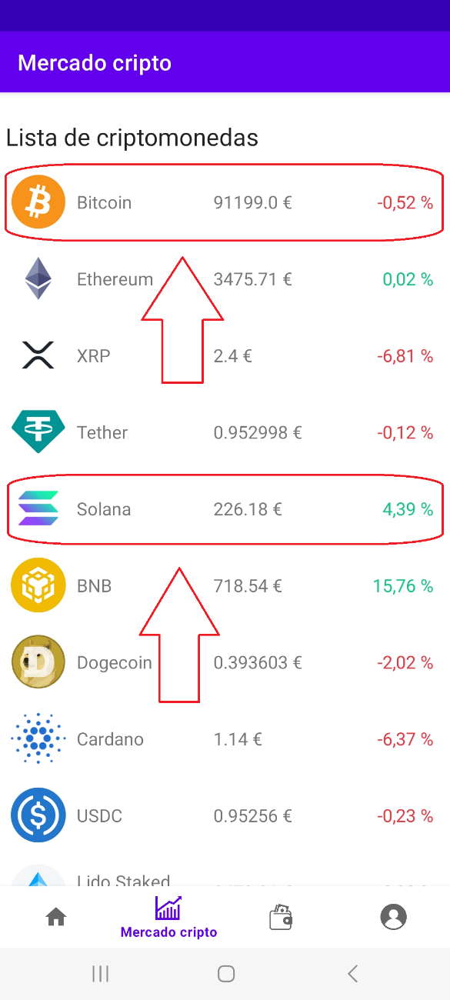 Mercado cripto
Lista de criptomonedas
Bitcoin 91199.0 € -0,52 %
Ethereum 3475.71 € 0,02 %
XRP 2.4 € -6,81 %
Tether 0.952998 € -0,12 %
Solana 226.18 € 4,39 %
BNB 718.54 € 15,76 %
Dogecoin 0.393603 € -2,02 %
Cardano 1.14 € -6,37 %
USDC 0.95256 € -0,23 %
Lido Staked
Mercado cripto